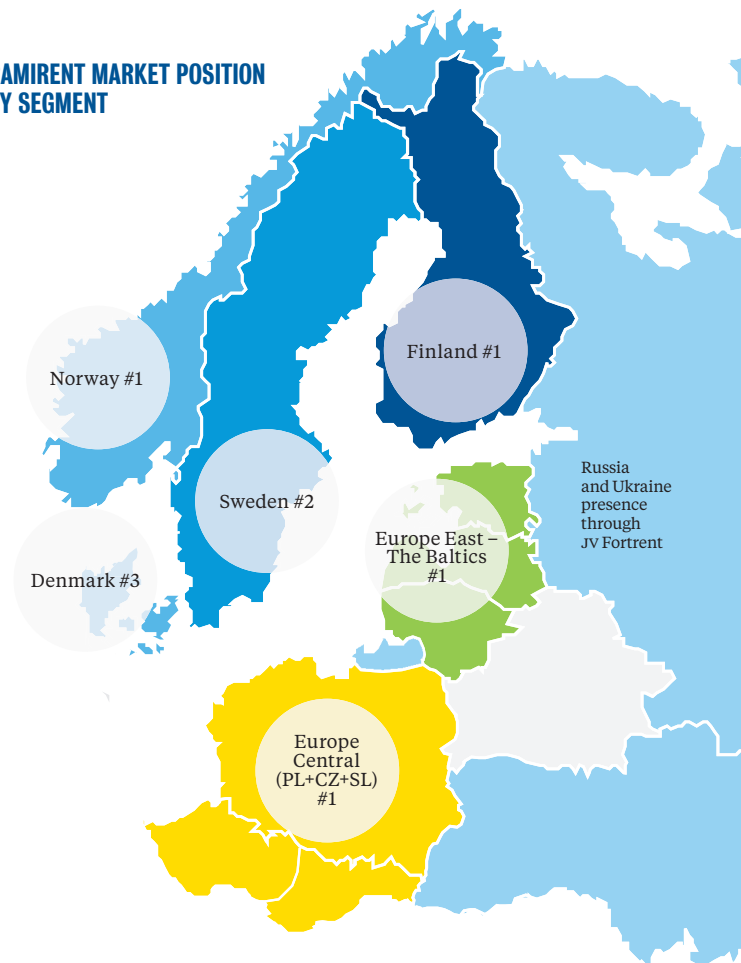 AMIRENT MARKET POSITION
Y SEGMENT
Norway #1
Finland #1
Sweden #2
Russia
and Ukraine
presence
through
JV Fortrent
Europe East –
The Baltics
#1
Denmark #3
Europe
Central
(PL+CZ+SL)
#1